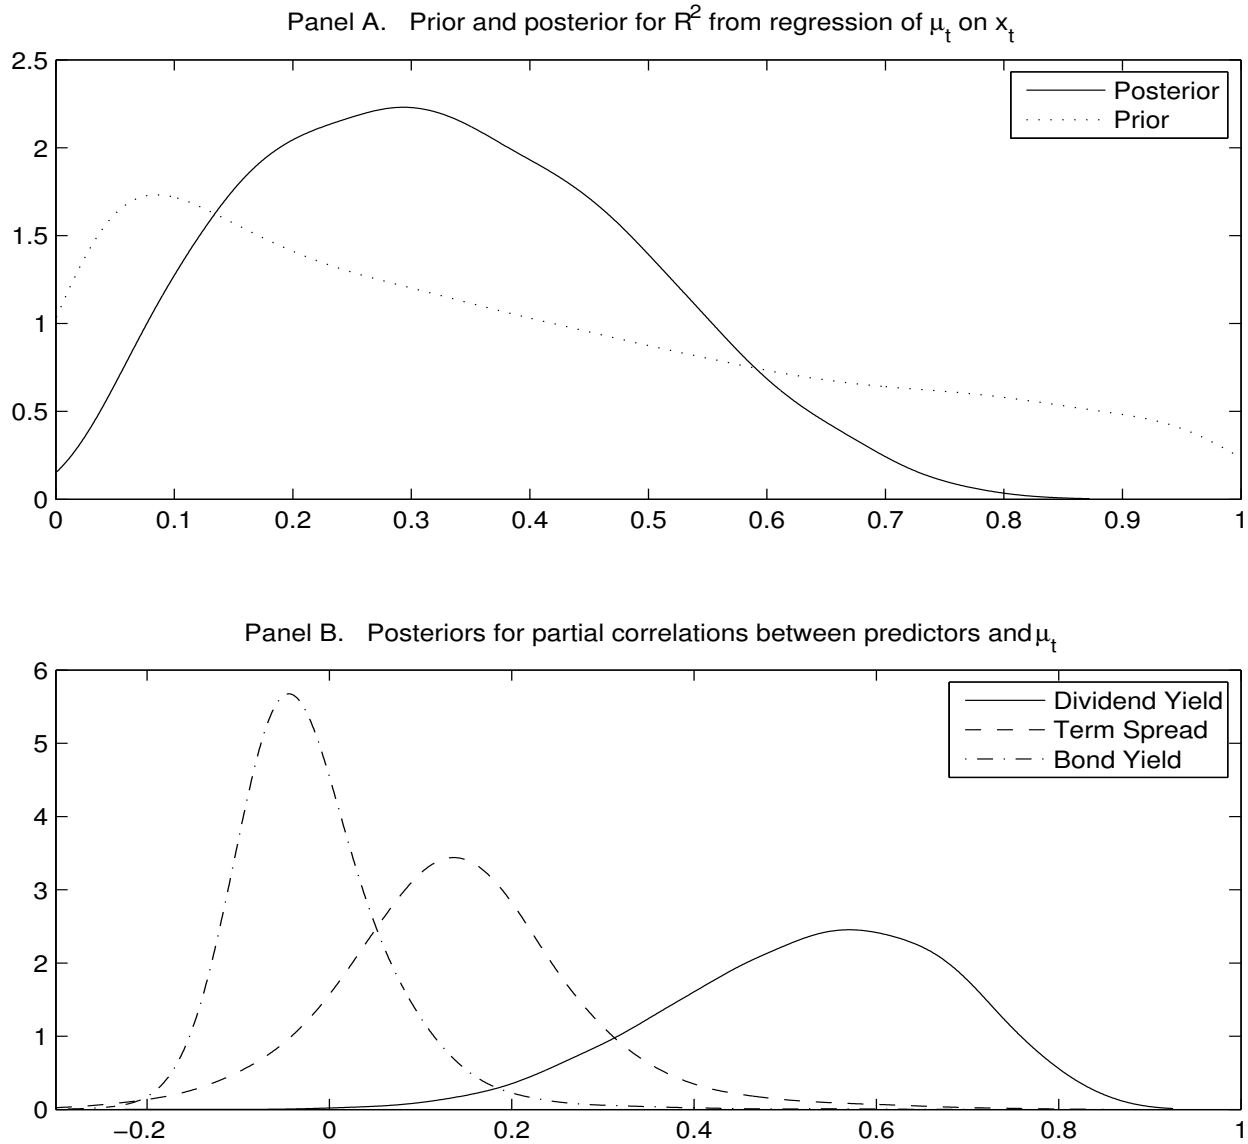 Panel A. Prior and posterior for R² from regression of μₜ on xₜ
2.5
2
1.5
1
0.5
0
Posterior
Prior
0 0.1 0.2 0.3 0.4 0.5 0.6 0.7 0.8 0.9 1
Panel B. Posteriors for partial correlations between predictors and μₜ
6
5
4
3
2
1
0
Dividend Yield
Term Spread
Bond Yield
−0.2 0 0.2 0.4 0.6 0.8 1